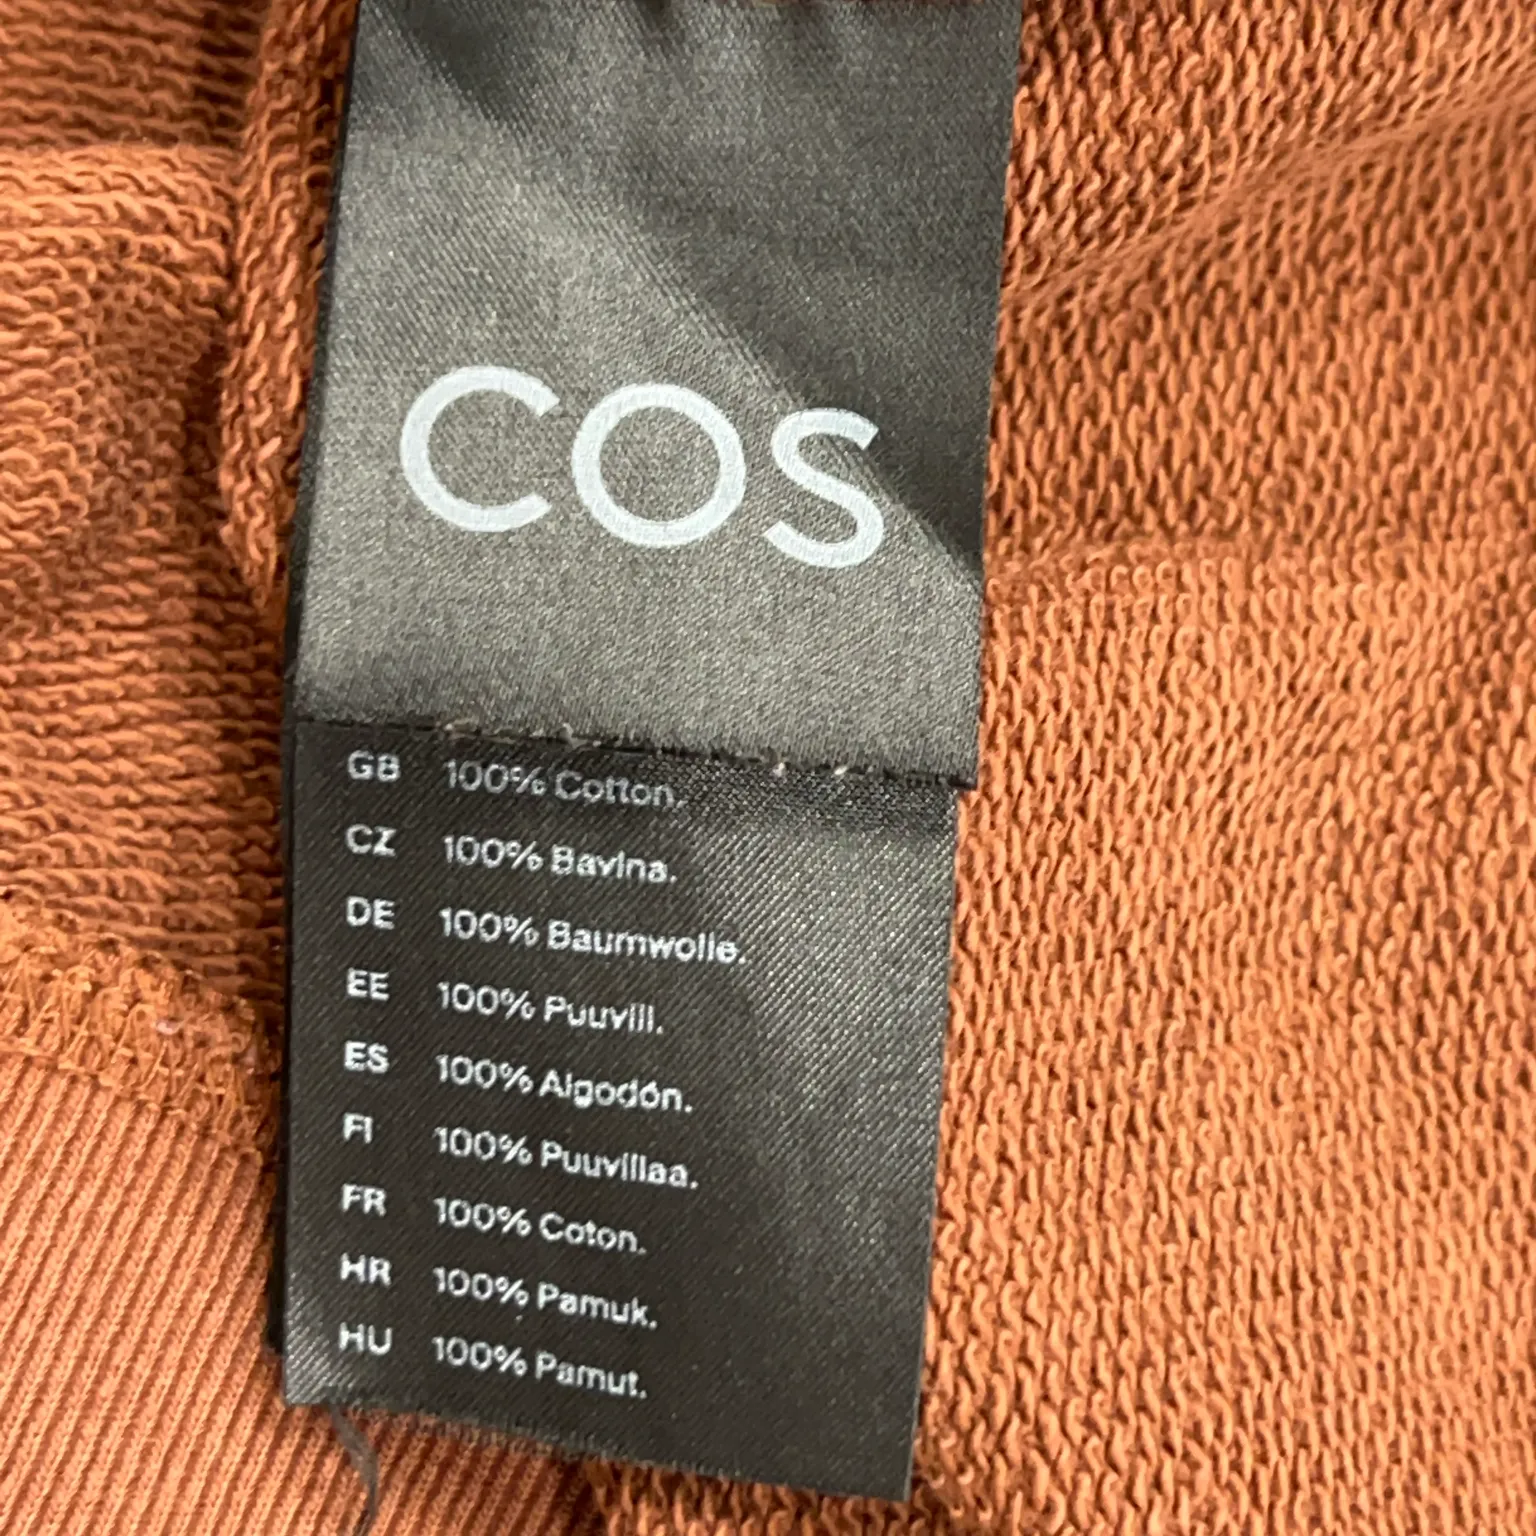 COS
GB 100% Cotton.
CZ 100% Bavlna.
DE 100% Baumwolle.
EE 100% Puuvill.
ES 100% Algodón.
FI 100% Puuvillaa.
FR 100% Coton.
HR 100% Pamuk.
HU 100% Pamut.